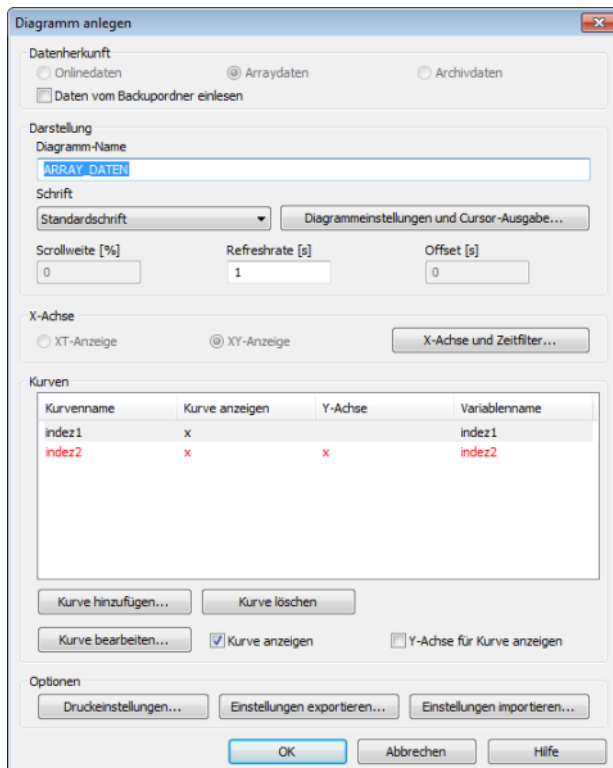 Diagramm anlegen
Datenherkunft
Onlinedaten Arraydaten Archivdaten
Daten vom Backupordner einlesen
Darstellung
Diagramm-Name
ARRAY_DATEN
Schrift
Standardschrift Diagrammeinstellungen und Cursor-Ausgabe...
Scrollweite [%] Refreshrate [s] Offset [s]
0 1 0
X-Achse
XT-Anzeige XY-Anzeige X-Achse und Zeitfilter...
Kurven
Kurvenname Kurve anzeigen Y-Achse Variablenname
indez1 x indez1
indez2 x x indez2
Kurve hinzufügen... Kurve löschen
Kurve bearbeiten... Kurve anzeigen Y-Achse für Kurve anzeigen
Optionen
Druckeinstellungen... Einstellungen exportieren... Einstellungen importieren...
OK Abbrechen Hilfe